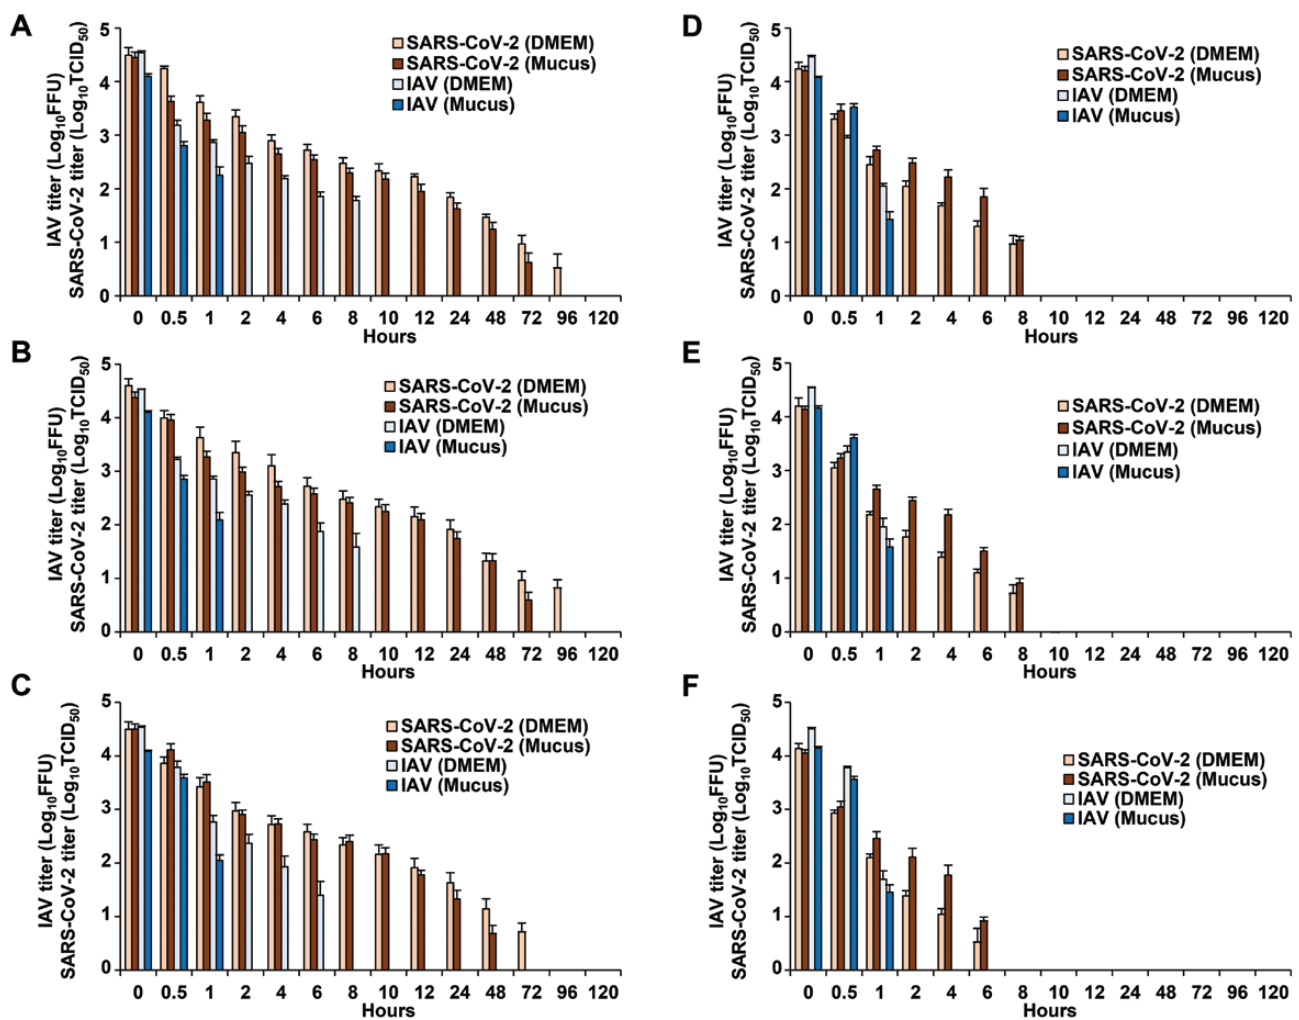 A
IAV titer (Log10FFU)
SARS-CoV-2 titer (Log10TCID50)
5
4
3
2
1
0
SARS-CoV-2 (DMEM)
SARS-CoV-2 (Mucus)
IAV (DMEM)
IAV (Mucus)
0 0.5 1 2 4 6 8 10 12 24 48 72 96 120
Hours
D
IAV titer (Log10FFU)
SARS-CoV-2 titer (Log10TCID50)
5
4
3
2
1
0
SARS-CoV-2 (DMEM)
SARS-CoV-2 (Mucus)
IAV (DMEM)
IAV (Mucus)
0 0.5 1 2 4 6 8 10 12 24 48 72 96 120
Hours
B
IAV titer (Log10FFU)
SARS-CoV-2 titer (Log10TCID50)
5
4
3
2
1
0
SARS-CoV-2 (DMEM)
SARS-CoV-2 (Mucus)
IAV (DMEM)
IAV (Mucus)
0 0.5 1 2 4 6 8 10 12 24 48 72 96 120
Hours
E
IAV titer (Log10FFU)
SARS-CoV-2 titer (Log10TCID50)
5
4
3
2
1
0
SARS-CoV-2 (DMEM)
SARS-CoV-2 (Mucus)
IAV (DMEM)
IAV (Mucus)
0 0.5 1 2 4 6 8 10 12 24 48 72 96 120
Hours
C
IAV titer (Log10FFU)
SARS-CoV-2 titer (Log10TCID50)
5
4
3
2
1
0
SARS-CoV-2 (DMEM)
SARS-CoV-2 (Mucus)
IAV (DMEM)
IAV (Mucus)
0 0.5 1 2 4 6 8 10 12 24 48 72 96 120
Hours
F
IAV titer (Log10FFU)
SARS-CoV-2 titer (Log10TCID50)
5
4
3
2
1
0
SARS-CoV-2 (DMEM)
SARS-CoV-2 (Mucus)
IAV (DMEM)
IAV (Mucus)
0 0.5 1 2 4 6 8 10 12 24 48 72 96 120
Hours